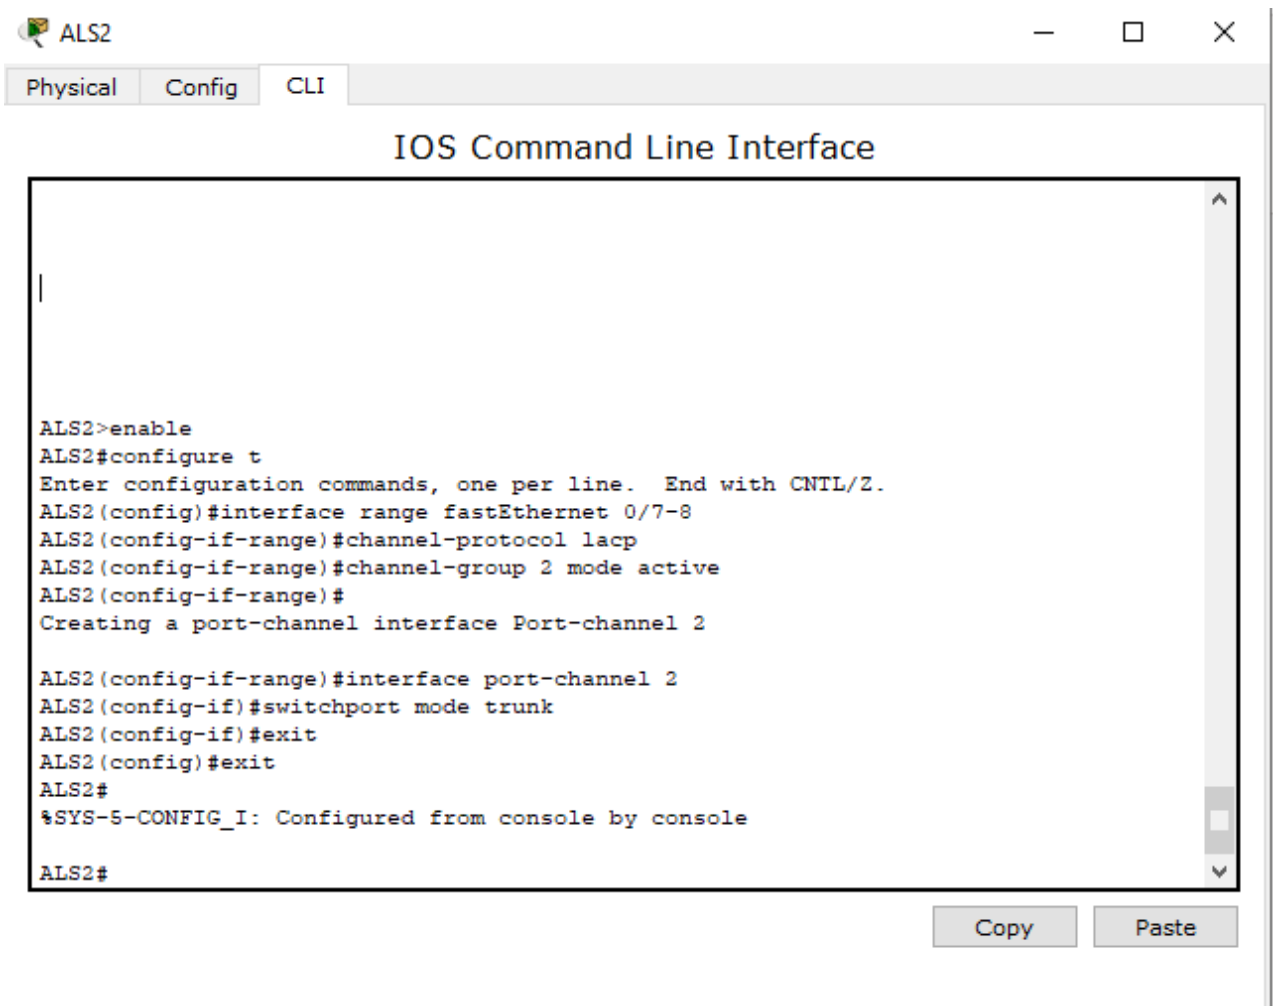 ALS2
Physical Config CLI
IOS Command Line Interface
ALS2>enable
ALS2#configure t
Enter configuration commands, one per line.  End with CNTL/Z.
ALS2(config)#interface range fastEthernet 0/7-8
ALS2(config-if-range)#channel-protocol lacp
ALS2(config-if-range)#channel-group 2 mode active
ALS2(config-if-range)#
Creating a port-channel interface Port-channel 2
ALS2(config-if-range)#interface port-channel 2
ALS2(config-if)#switchport mode trunk
ALS2(config-if)#exit
ALS2(config)#exit
ALS2#
%SYS-5-CONFIG_I: Configured from console by console
ALS2#
Copy Paste